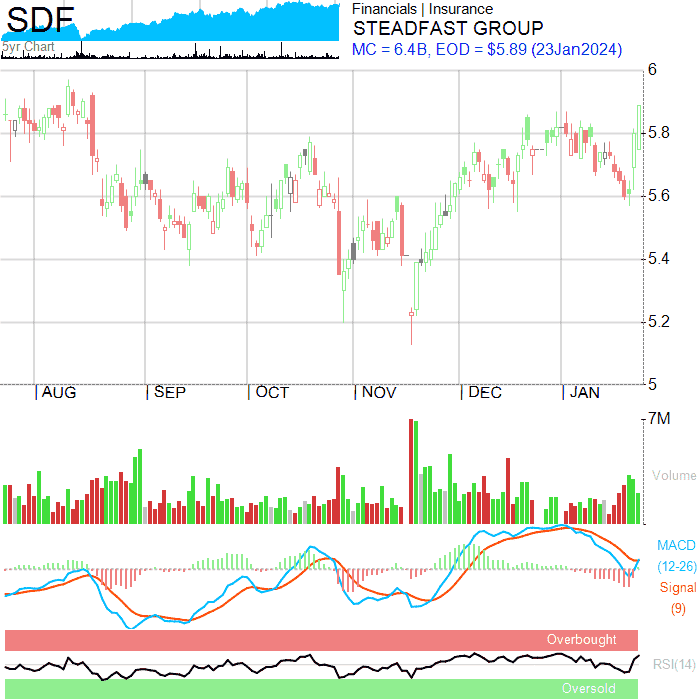 SDF
5yr Chart
Financials | Insurance
STEADFAST GROUP
MC = 6.4B, EOD = $5.89 (23Jan2024)
6
5.8
5.6
5.4
5.2
5
| AUG | SEP | OCT | NOV | DEC | JAN
7M
Volume
MACD
(12-26)
Signal
(9)
Overbought
RSI(14)
Oversold